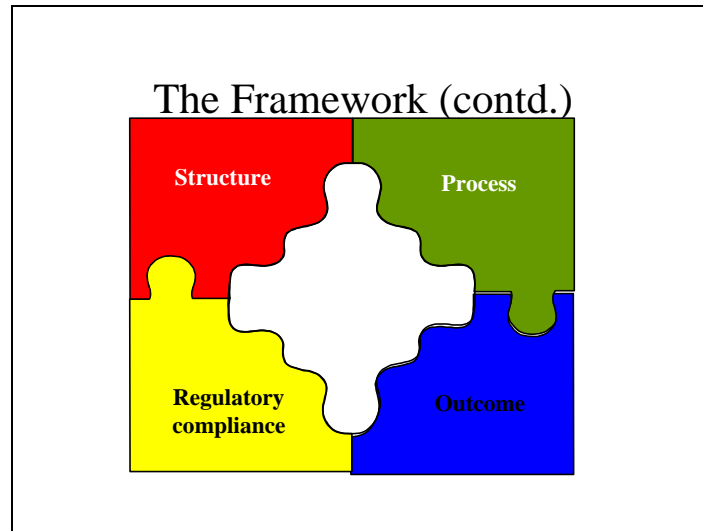 The Framework (contd.)
Structure
Process
Regulatory
compliance
Outcome